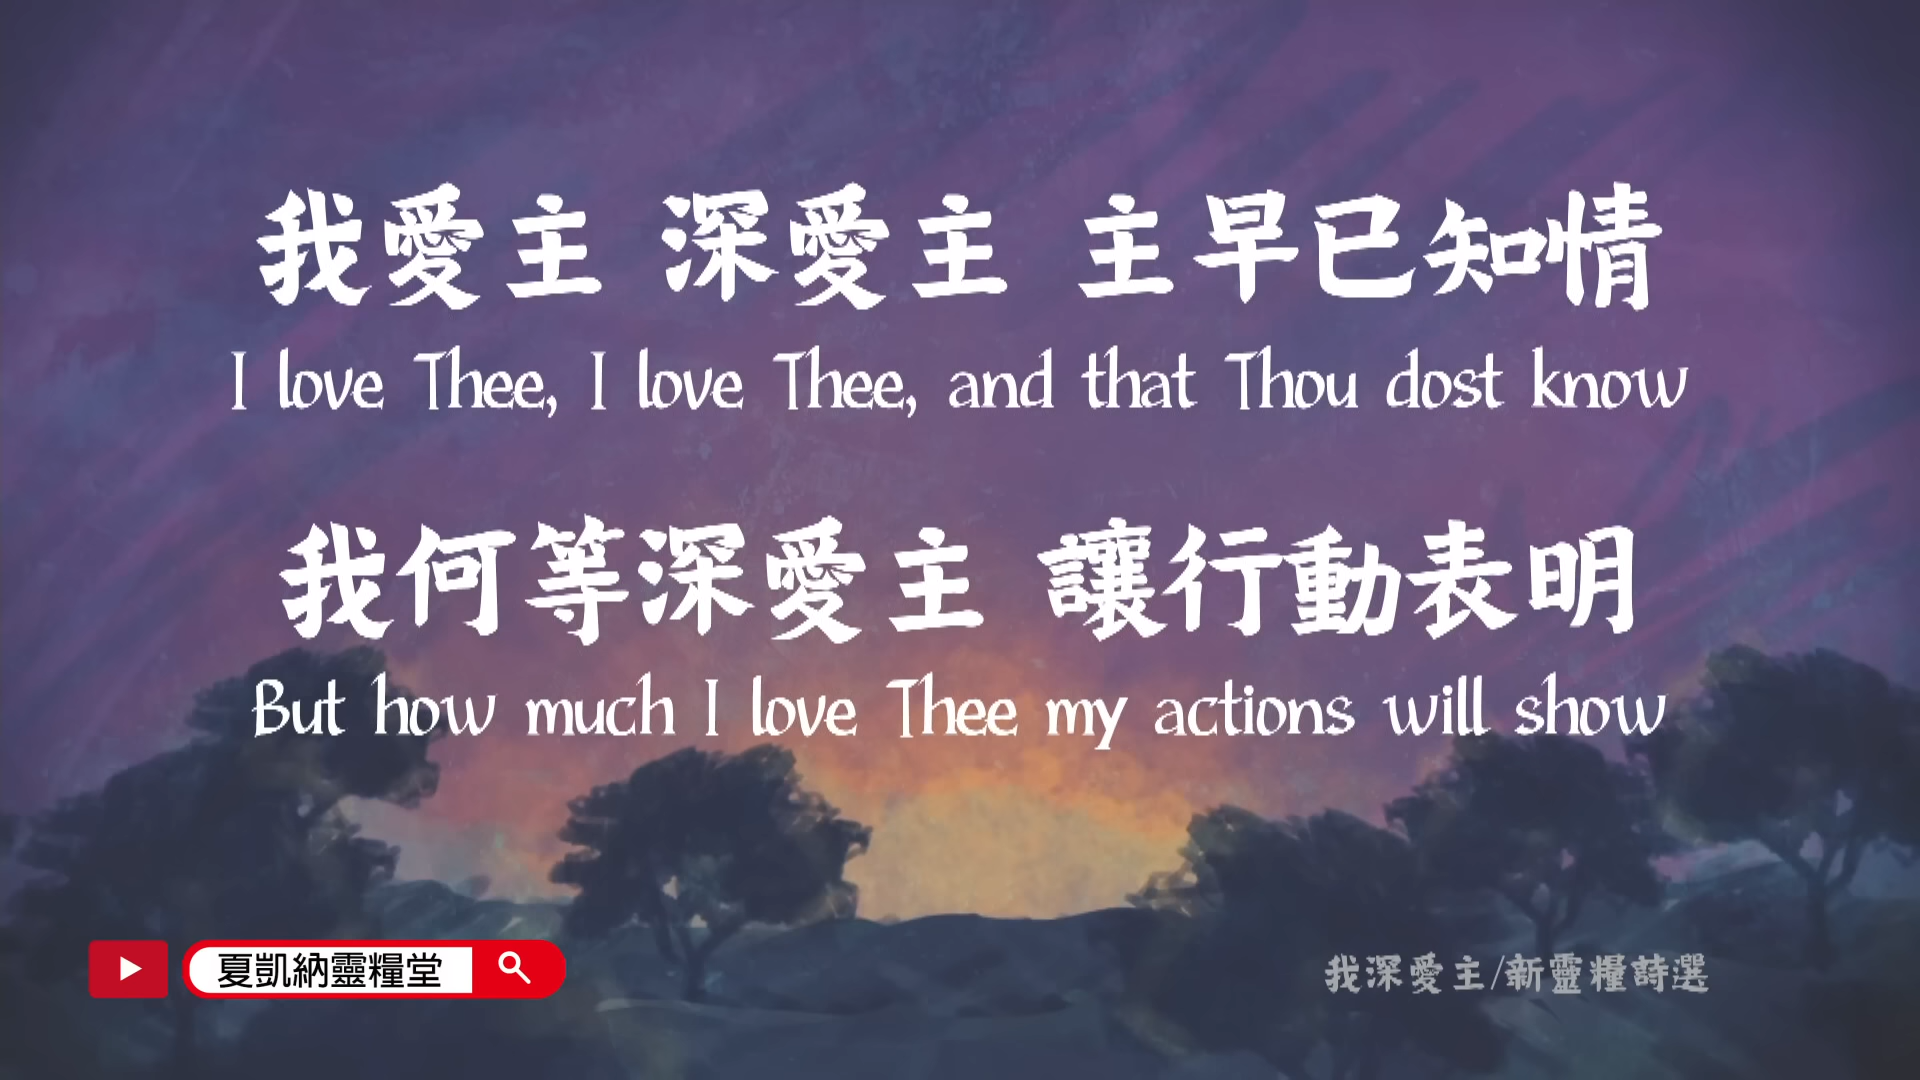 我愛主 深愛主 主早已知情
I love Thee, I love Thee, and that Thou dost know
我何等深愛主 讓行動表明
But how much I love Thee my actions will show
夏凱納靈糧堂
我深愛主/新靈糧詩選